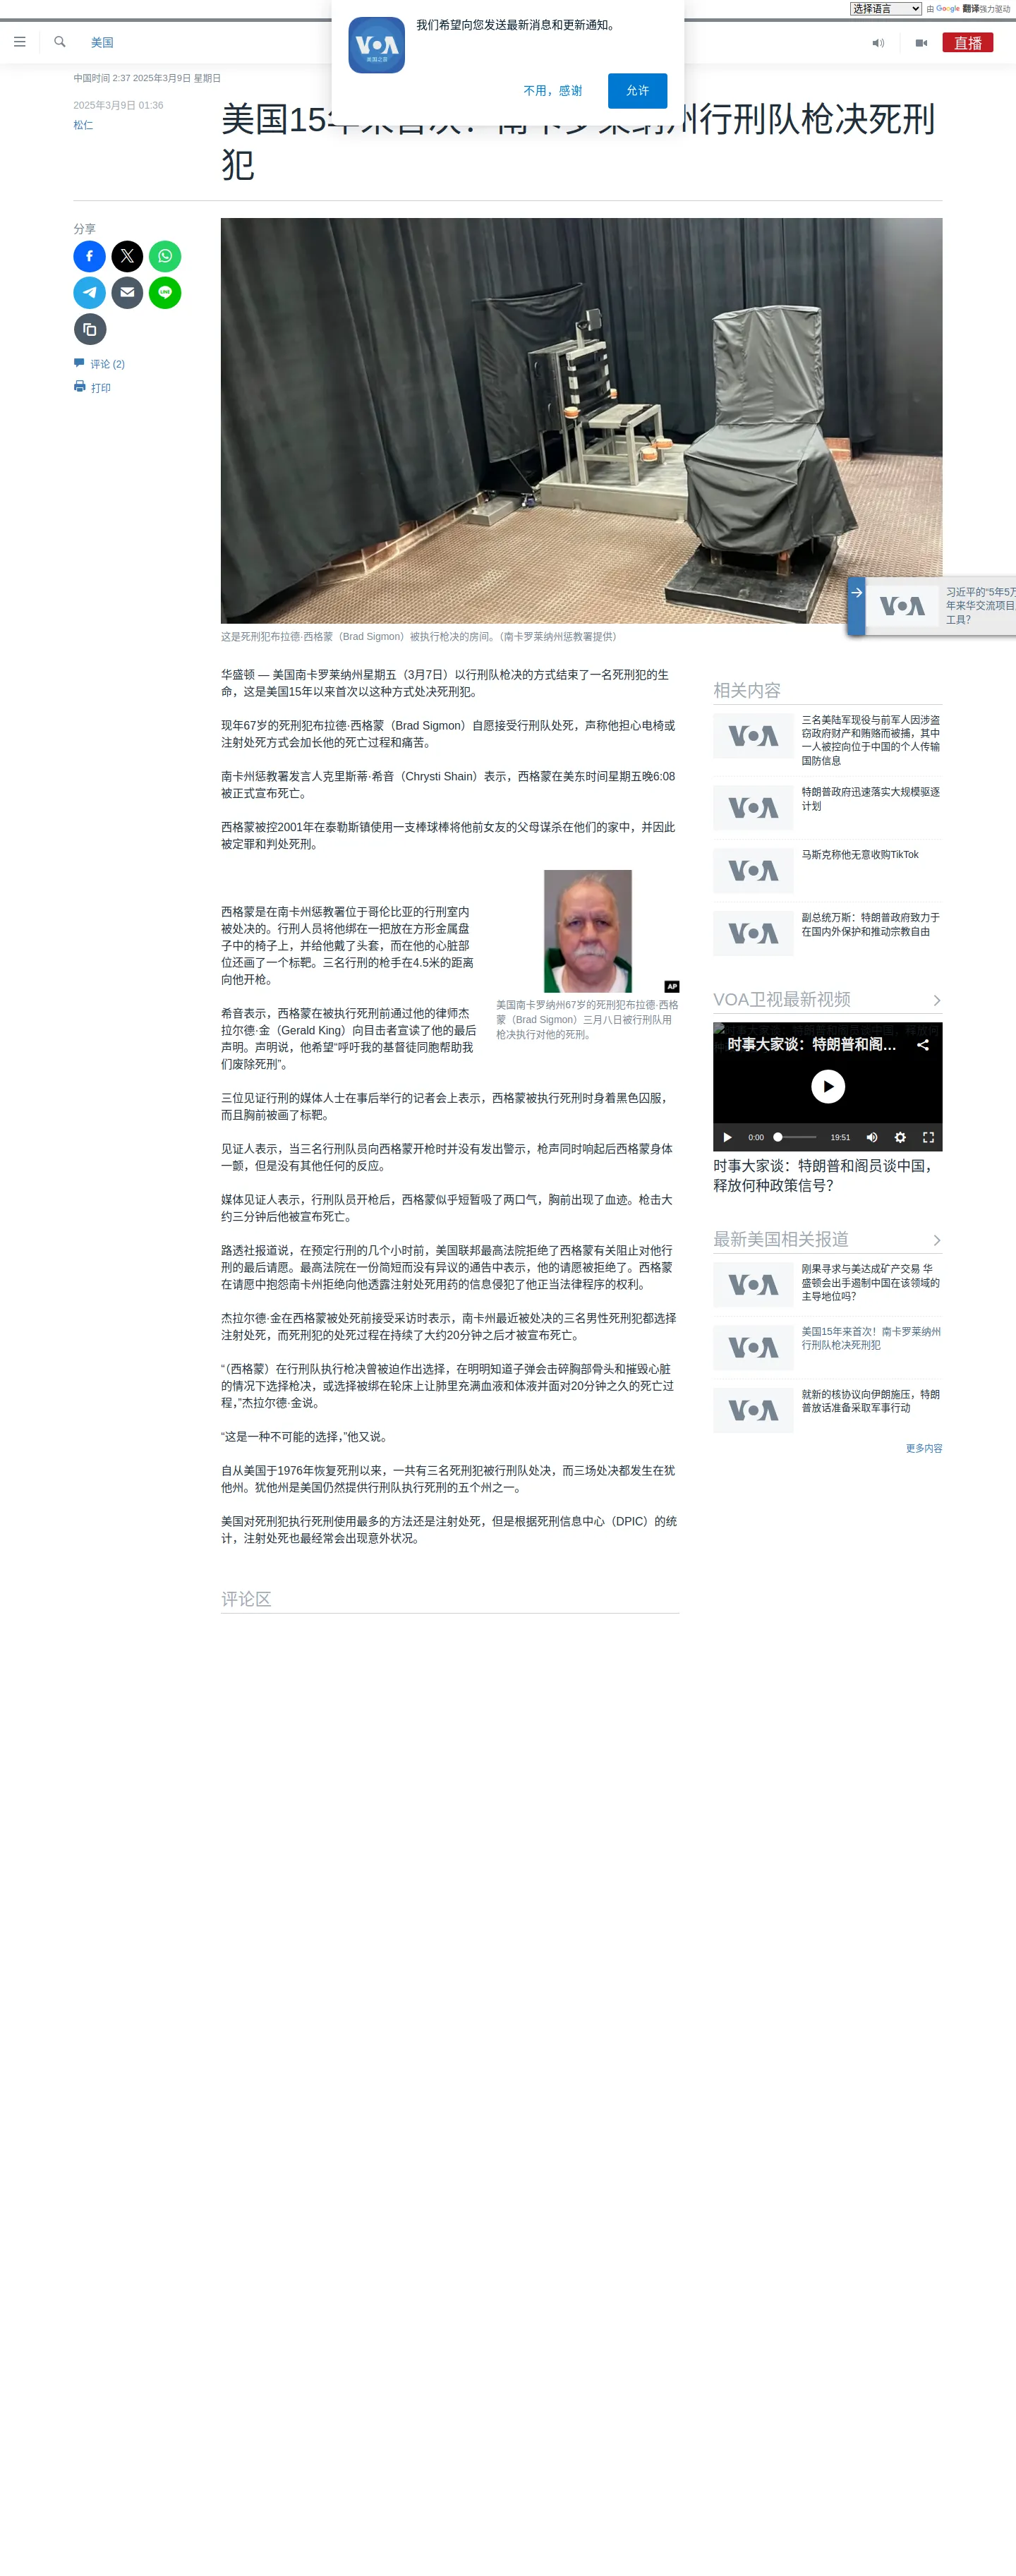 选择语言 由 Google 翻译强力驱动
我们希望向您发送最新消息和更新通知。
VOA
美国之音
不用，感谢
允许
美国
直播
中国时间 2:37 2025年3月9日 星期日
2025年3月9日 01:36
松仁
美国15年来首次！南卡罗莱纳州行刑队枪决死刑
犯
分享
LINE
评论 (2)
打印
习近平的“5年5万
年来华交流项目
工具？
VOA
这是死刑犯布拉德·西格蒙（Brad Sigmon）被执行枪决的房间。（南卡罗莱纳州惩教署提供）
华盛顿 — 美国南卡罗莱纳州星期五（3月7日）以行刑队枪决的方式结束了一名死刑犯的生
命，这是美国15年以来首次以这种方式处决死刑犯。
现年67岁的死刑犯布拉德·西格蒙（Brad Sigmon）自愿接受行刑队处死，声称他担心电椅或
注射处死方式会加长他的死亡过程和痛苦。
南卡州惩教署发言人克里斯蒂·希音（Chrysti Shain）表示，西格蒙在美东时间星期五晚6:08
被正式宣布死亡。
西格蒙被控2001年在泰勒斯镇使用一支棒球棒将他前女友的父母谋杀在他们的家中，并因此
被定罪和判处死刑。
AP
美国南卡罗纳州67岁的死刑犯布拉德·西格
蒙（Brad Sigmon）三月八日被行刑队用
枪决执行对他的死刑。
西格蒙是在南卡州惩教署位于哥伦比亚的行刑室内
被处决的。行刑人员将他绑在一把放在方形金属盘
子中的椅子上，并给他戴了头套，而在他的心脏部
位还画了一个标靶。三名行刑的枪手在4.5米的距离
向他开枪。
希音表示，西格蒙在被执行死刑前通过他的律师杰
拉尔德·金（Gerald King）向目击者宣读了他的最后
声明。声明说，他希望“呼吁我的基督徒同胞帮助我
们废除死刑”。
三位见证行刑的媒体人士在事后举行的记者会上表示，西格蒙被执行死刑时身着黑色囚服，
而且胸前被画了标靶。
见证人表示，当三名行刑队员向西格蒙开枪时并没有发出警示，枪声同时响起后西格蒙身体
一颤，但是没有其他任何的反应。
媒体见证人表示，行刑队员开枪后，西格蒙似乎短暂吸了两口气，胸前出现了血迹。枪击大
约三分钟后他被宣布死亡。
路透社报道说，在预定行刑的几个小时前，美国联邦最高法院拒绝了西格蒙有关阻止对他行
刑的最后请愿。最高法院在一份简短而没有异议的通告中表示，他的请愿被拒绝了。西格蒙
在请愿中抱怨南卡州拒绝向他透露注射处死用药的信息侵犯了他正当法律程序的权利。
杰拉尔德·金在西格蒙被处死前接受采访时表示，南卡州最近被处决的三名男性死刑犯都选择
注射处死，而死刑犯的处死过程在持续了大约20分钟之后才被宣布死亡。
“（西格蒙）在行刑队执行枪决曾被迫作出选择，在明明知道子弹会击碎胸部骨头和摧毁心脏
的情况下选择枪决，或选择被绑在轮床上让肺里充满血液和体液并面对20分钟之久的死亡过
程，”杰拉尔德·金说。
“这是一种不可能的选择，”他又说。
自从美国于1976年恢复死刑以来，一共有三名死刑犯被行刑队处决，而三场处决都发生在犹
他州。犹他州是美国仍然提供行刑队执行死刑的五个州之一。
美国对死刑犯执行死刑使用最多的方法还是注射处死，但是根据死刑信息中心（DPIC）的统
计，注射处死也最经常会出现意外状况。
评论区
相关内容
VOA
三名美陆军现役与前军人因涉盗
窃政府财产和贿赂而被捕，其中
一人被控向位于中国的个人传输
国防信息
VOA
特朗普政府迅速落实大规模驱逐
计划
VOA
马斯克称他无意收购TikTok
VOA
副总统万斯：特朗普政府致力于
在国内外保护和推动宗教自由
VOA卫视最新视频
时事大家谈：特朗普和阁...
0:00 19:51
时事大家谈：特朗普和阁员谈中国，
释放何种政策信号？
最新美国相关报道
VOA
刚果寻求与美达成矿产交易 华
盛顿会出手遏制中国在该领域的
主导地位吗？
VOA
美国15年来首次！南卡罗莱纳州
行刑队枪决死刑犯
VOA
就新的核协议向伊朗施压，特朗
普放话准备采取军事行动
更多内容